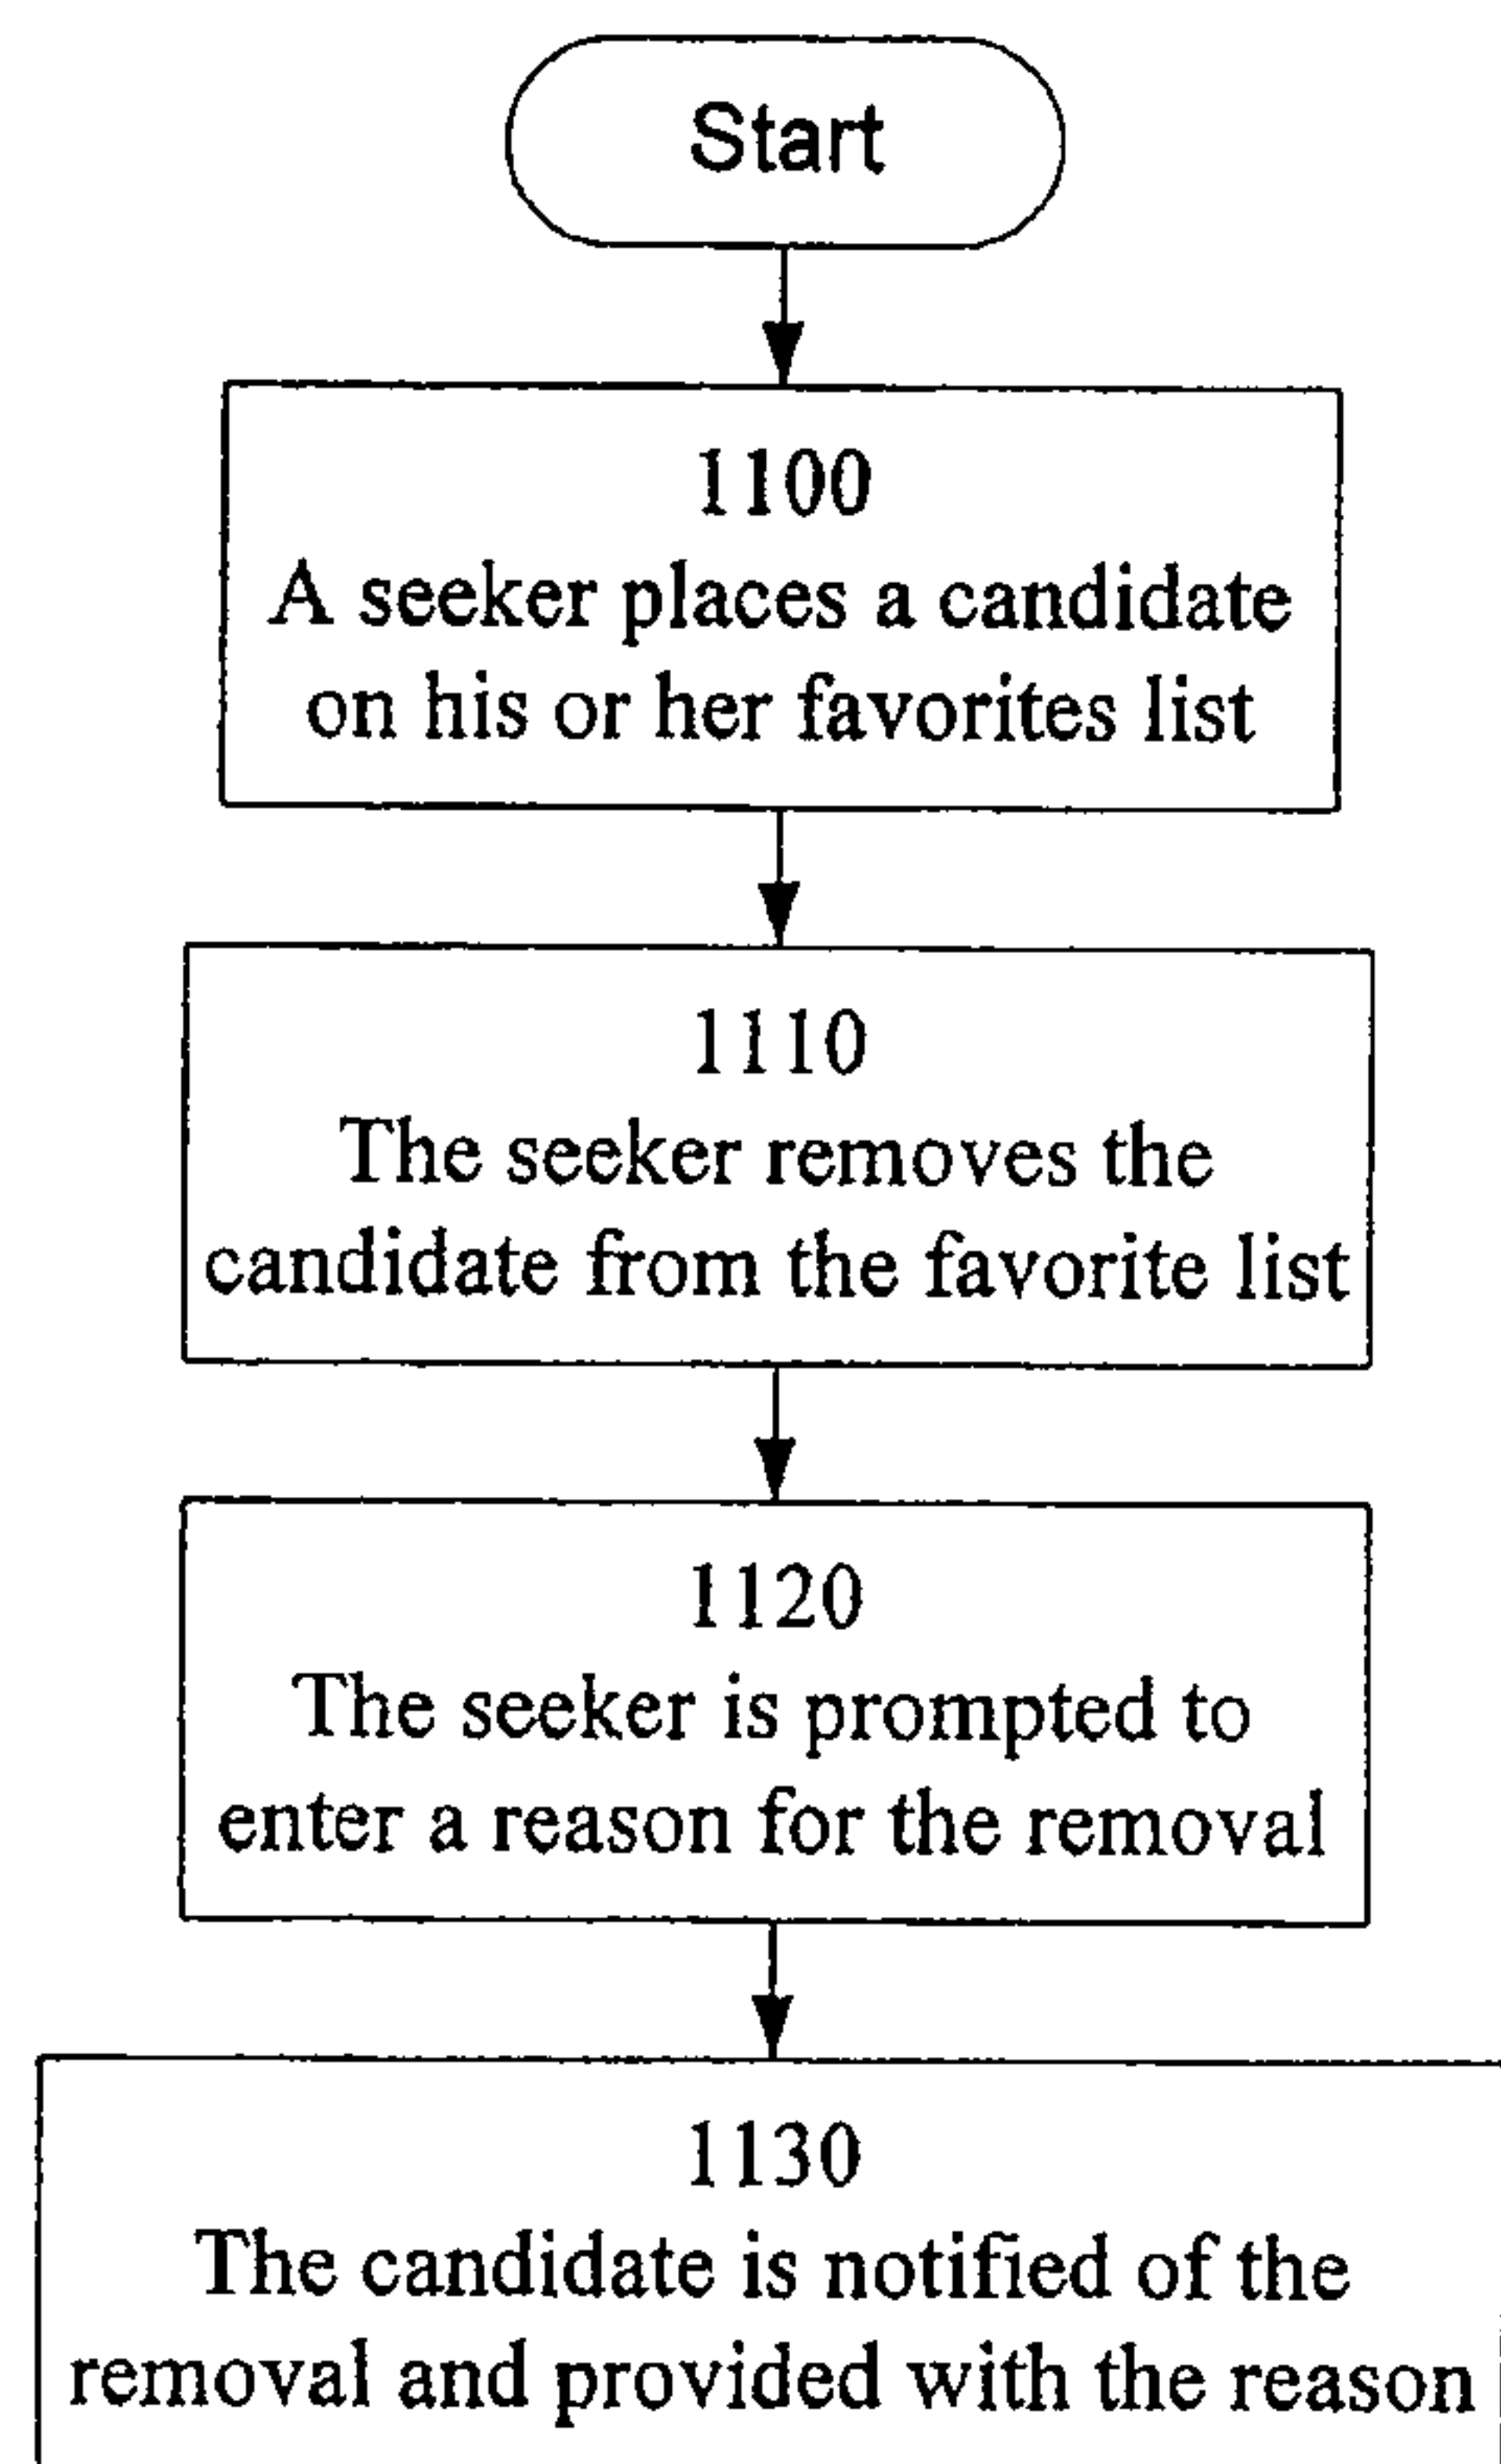 Start
1100
A seeker places a candidate
on his or her favorites list
1110
The seeker removes the
candidate from the favorite list
1120
The seeker is prompted to
enter a reason for the removal
1130
The candidate is notified of the
removal and provided with the reason